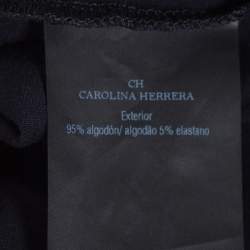 CH
CAROLINA HERRERA
Exterior
95% algodón/ algodão 5% elastano